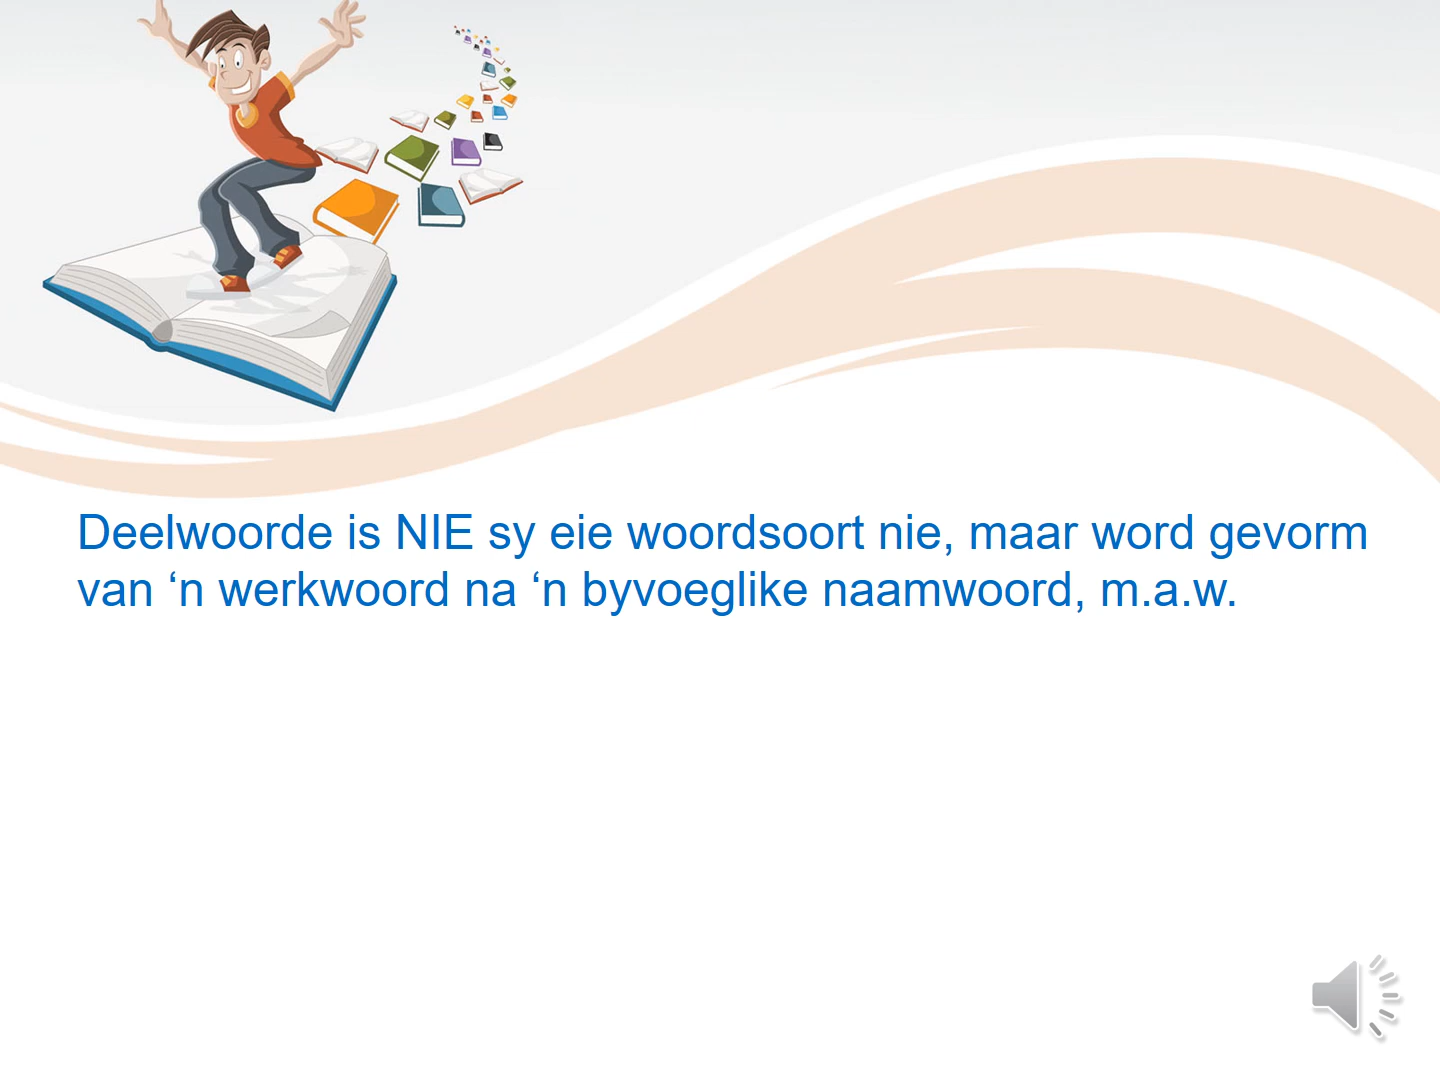 Deelwoorde is NIE sy eie woordsoort nie, maar word gevorm
van ‘n werkwoord na ‘n byvoeglike naamwoord, m.a.w.